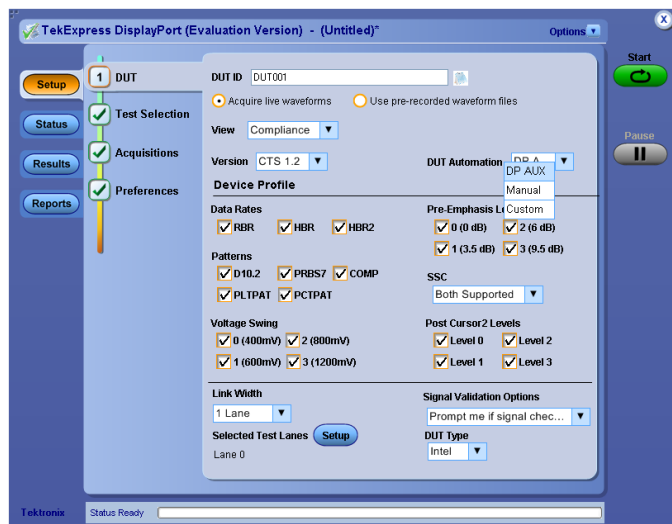 TekExpress DisplayPort (Evaluation Version) - (Untitled)*
Options
x
Start
Setup
1 DUT
DUT ID DUT001
Acquire live waveforms Use pre-recorded waveform files
Status
Test Selection
View Compliance
Pause
Results
Acquisitions
Version CTS 1.2
DUT Automation DP A
DP AUX
Manual
Custom
Reports
Preferences
Device Profile
Data Rates
RBR HBR HBR2
Pre-Emphasis Le
0 (0 dB) 2 (6 dB)
1 (3.5 dB) 3 (9.5 dB)
Patterns
D10.2 PRBS7 COMP
PLTPAT PCTPAT
SSC
Both Supported
Voltage Swing
0 (400mV) 2 (800mV)
1 (600mV) 3 (1200mV)
Post Cursor2 Levels
Level 0 Level 2
Level 1 Level 3
Link Width
1 Lane
Signal Validation Options
Prompt me if signal chec...
Selected Test Lanes Setup
Lane 0
DUT Type
Intel
Tektronix Status Ready